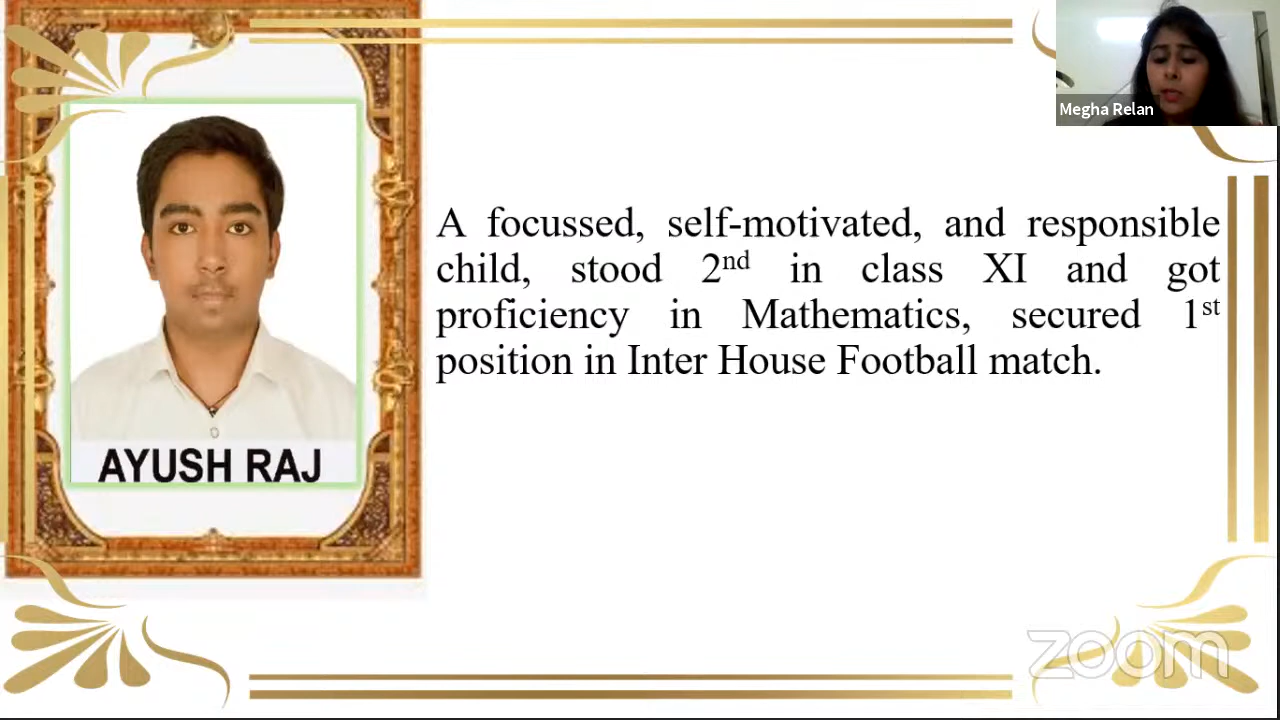 Megha Relan
A focussed, self-motivated, and responsible
child, stood 2nd in class XI and got
proficiency in Mathematics, secured 1st
position in Inter House Football match.
AYUSH RAJ
zoom